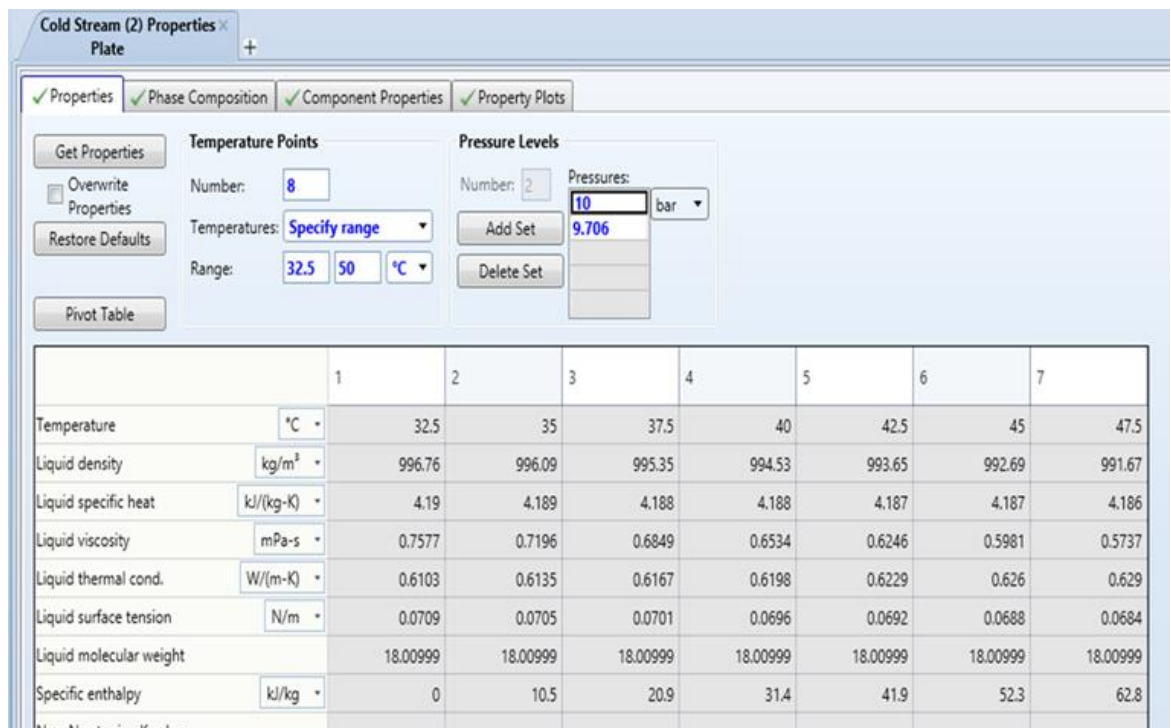 Cold Stream (2) Properties ×
Plate
+
Properties Phase Composition Component Properties Property Plots
Get Properties
Overwrite
Properties
Restore Defaults
Pivot Table
Temperature Points
Number: 8
Temperatures: Specify range
Range: 32.5 50 °C
Pressure Levels
Number: 2 Pressures:
10 bar
Add Set 9.706
Delete Set
1 2 3 4 5 6 7
Temperature °C 32.5 35 37.5 40 42.5 45 47.5
Liquid density kg/m³ 996.76 996.09 995.35 994.53 993.65 992.69 991.67
Liquid specific heat kJ/(kg-K) 4.19 4.189 4.188 4.188 4.187 4.187 4.186
Liquid viscosity mPa-s 0.7577 0.7196 0.6849 0.6534 0.6246 0.5981 0.5737
Liquid thermal cond. W/(m-K) 0.6103 0.6135 0.6167 0.6198 0.6229 0.626 0.629
Liquid surface tension N/m 0.0709 0.0705 0.0701 0.0696 0.0692 0.0688 0.0684
Liquid molecular weight 18.00999 18.00999 18.00999 18.00999 18.00999 18.00999 18.00999
Specific enthalpy kJ/kg 0 10.5 20.9 31.4 41.9 52.3 62.8